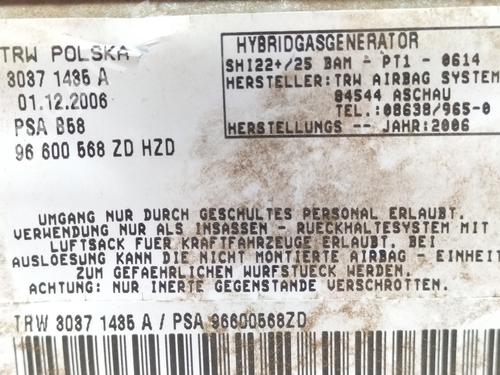 TRW POLSKA
3037 1435 A
01.12.2006
PSA B58
96 600 568 ZD HZD
HYBRIDGASGENERATOR
SHI22+/25 BAM - PT1 - 0614
HERSTELLER: TRW AIRBAG SYSTEM
84544 ASCHAU
TEL.: 08638/965-0
HERSTELLUNGS -- JAHR: 2006
UMGANG NUR DURCH GESCHULTES PERSONAL ERLAUBT.
VERWENDUNG NUR ALS INSASSEN - RUECKHALTESYSTEM MIT
LUFTSACK FUER KRAFTFAHRZEUGE ERLAUBT. BEI
AUSLOESUNG KANN DIE NICHT MONTIERTE AIRBAG - EINHEIT
ZUM GEFAEHRLICHEN WURFSTUECK WERDEN.
ACHTUNG: NUR INERTE GEGENSTANDE VERSCHROTTEN.
TRW 3037 1435 A / PSA 96600568ZD